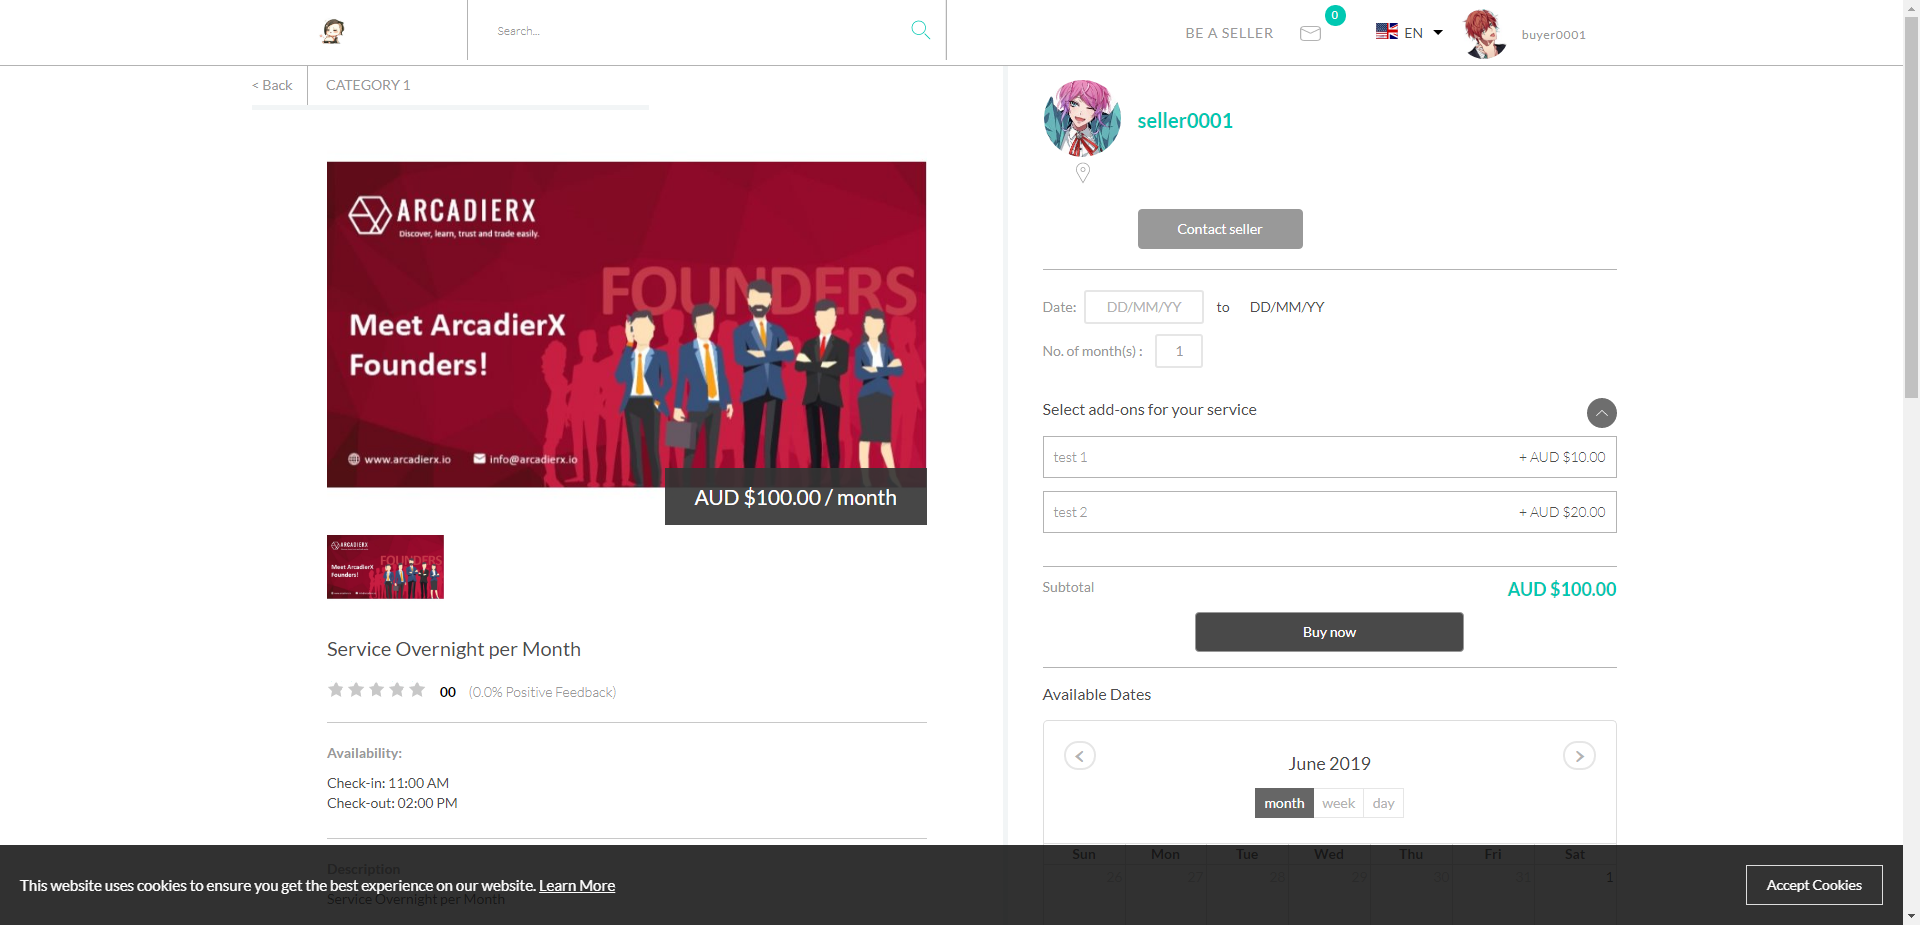 Search...
BE A SELLER
0
EN
buyer0001
< Back
CATEGORY 1
ARCADIERX
Discover, learn, trust and trade easily.
FOUNDERS
Meet ArcadierX
Founders!
www.arcadierx.io
info@arcadierx.io
AUD $100.00 / month
ARCADIERX
FOUNDERS
Meet ArcadierX
Founders!
Service Overnight per Month
00 (0.0% Positive Feedback)
Availability:
Check-in: 11:00 AM
Check-out: 02:00 PM
Description
Service Overnight per Month
seller0001
Contact seller
Date: DD/MM/YY to DD/MM/YY
No. of month(s) : 1
Select add-ons for your service
test 1 + AUD $10.00
test 2 + AUD $20.00
Subtotal AUD $100.00
Buy now
Available Dates
June 2019
month week day
Sun Mon Tue Wed Thu Fri Sat
26 27 28 29 30 31 1
This website uses cookies to ensure you get the best experience on our website. Learn More
Accept Cookies